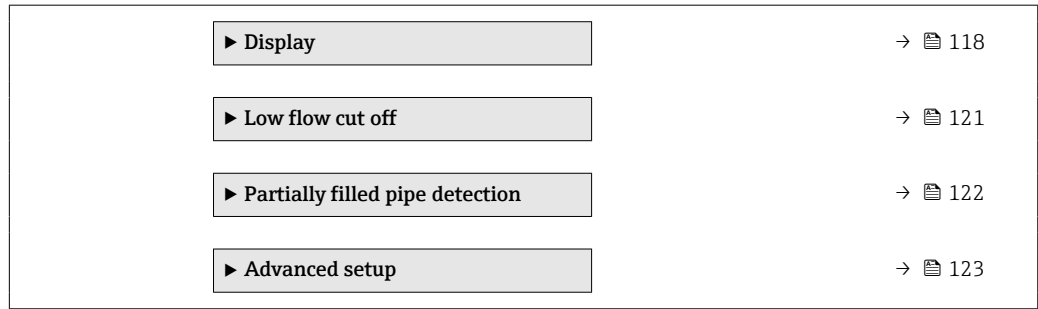 ▶ Display → 118
▶ Low flow cut off → 121
▶ Partially filled pipe detection → 122
▶ Advanced setup → 123